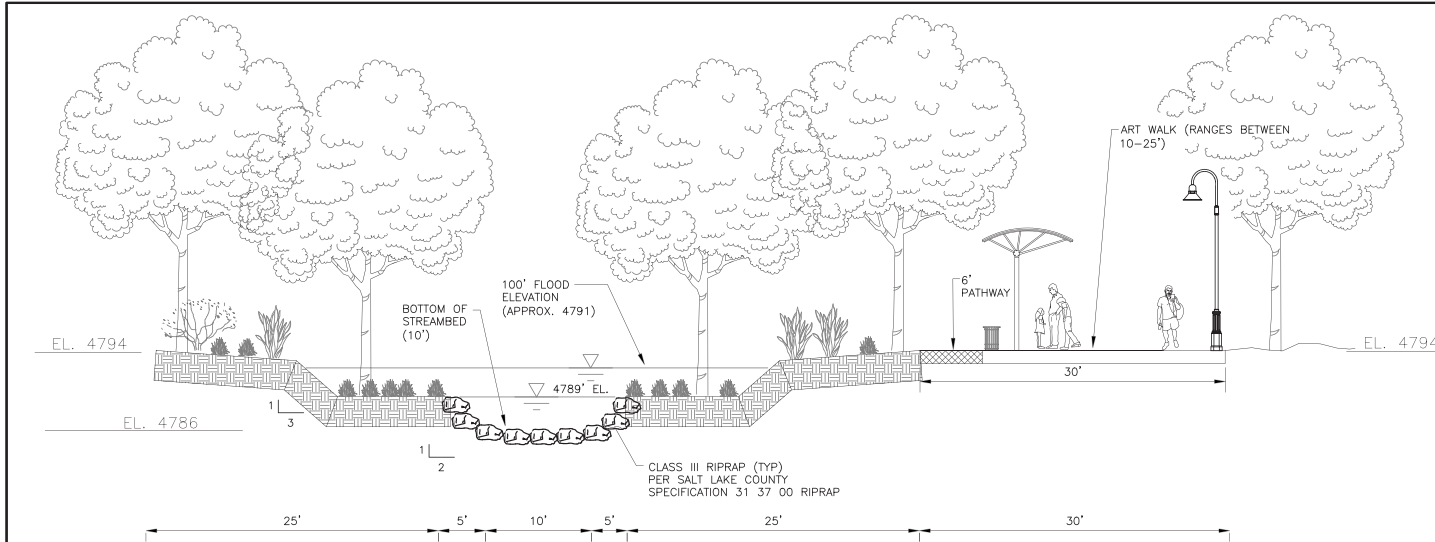 ART WALK (RANGES BETWEEN
10-25')
100' FLOOD
ELEVATION
(APPROX. 4791)
6'
PATHWAY
BOTTOM OF
STREAMBED
(10')
EL. 4794
EL. 4794
4789' EL.
30'
1
3
EL. 4786
1
2
CLASS III RIPRAP (TYP)
PER SALT LAKE COUNTY
SPECIFICATION 31 37 00 RIPRAP
25' 5' 10' 5' 25' 30'